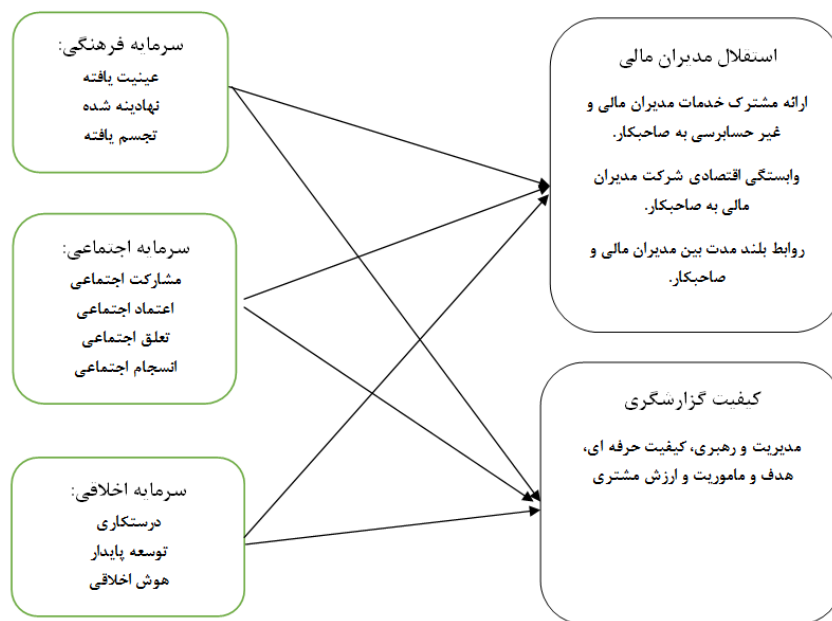 سرمایه فرهنگی:
عینیت یافته
نهادینه شده
تجسم یافته
سرمایه اجتماعی:
مشارکت اجتماعی
اعتماد اجتماعی
تعلق اجتماعی
انسجام اجتماعی
سرمایه اخلاقی:
درستکاری
توسعه پایدار
هوش اخلاقی
استقلال مدیران مالی
ارائه مشترک خدمات مدیران مالی و
غیر حسابرسی به صاحبکار.
وابستگی اقتصادی شرکت مدیران
مالی به صاحبکار.
روابط بلند مدت بین مدیران مالی و
صاحبکار.
کیفیت گزارشگری
مدیریت و رهبری، کیفیت حرفه ای،
هدف و ماموریت و ارزش مشتری